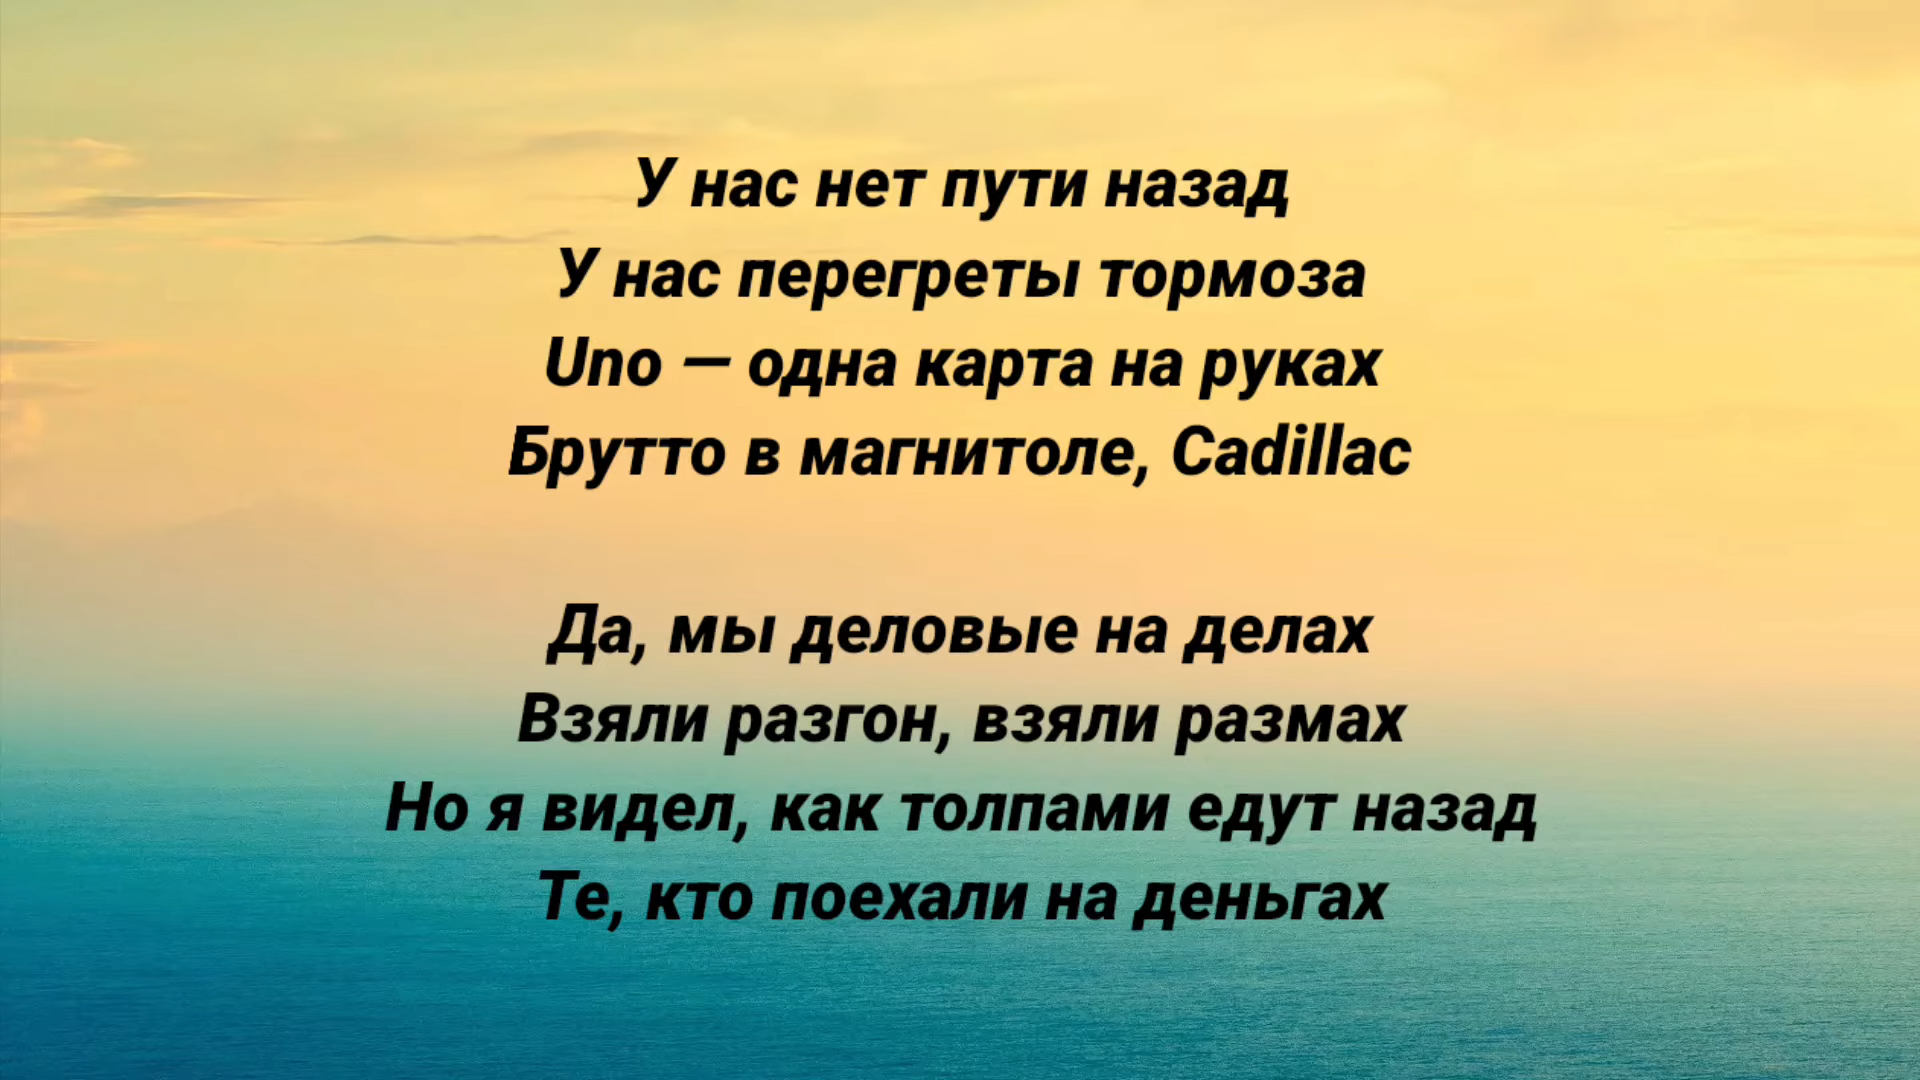 У нас нет пути назад
У нас перегреты тормоза
Uno — одна карта на руках
Брутто в магнитоле, Cadillac
Да, мы деловые на делах
Взяли разгон, взяли размах
Но я видел, как толпами едут назад
Те, кто поехали на деньгах